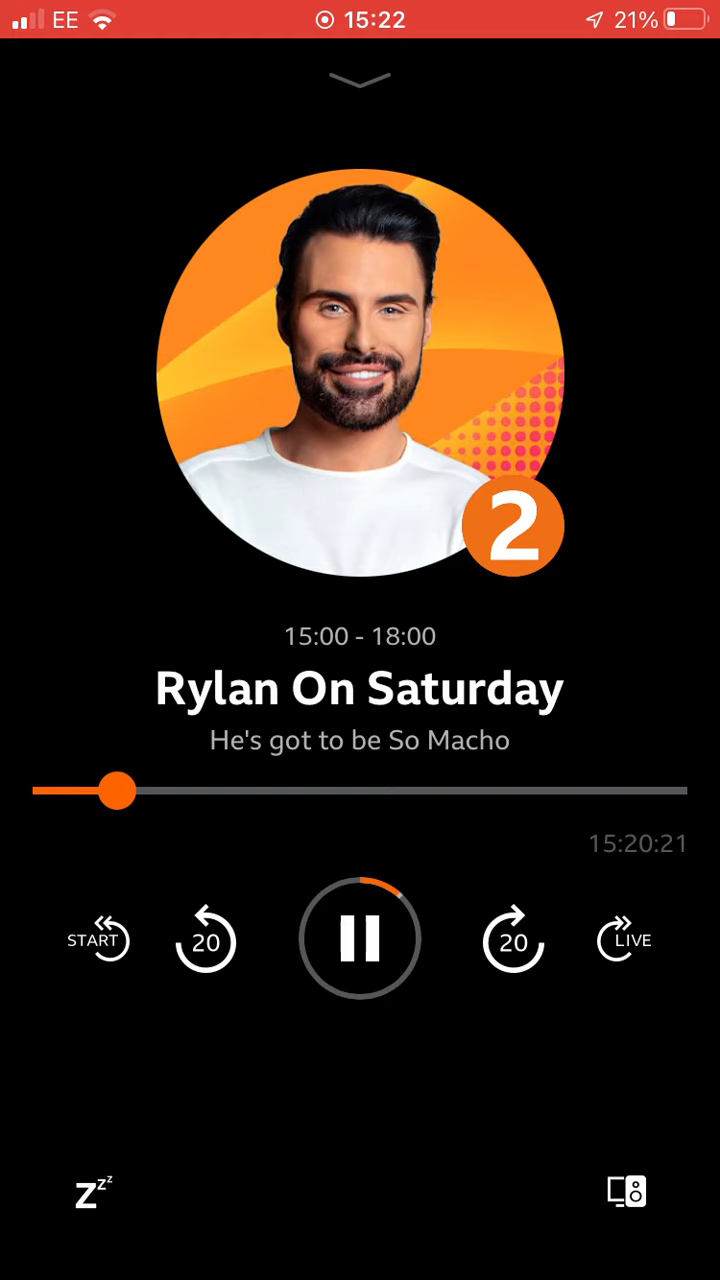 EE 15:22 21%
2
15:00 - 18:00
Rylan On Saturday
He's got to be So Macho
15:20:21
START 20 20 LIVE
Zzz